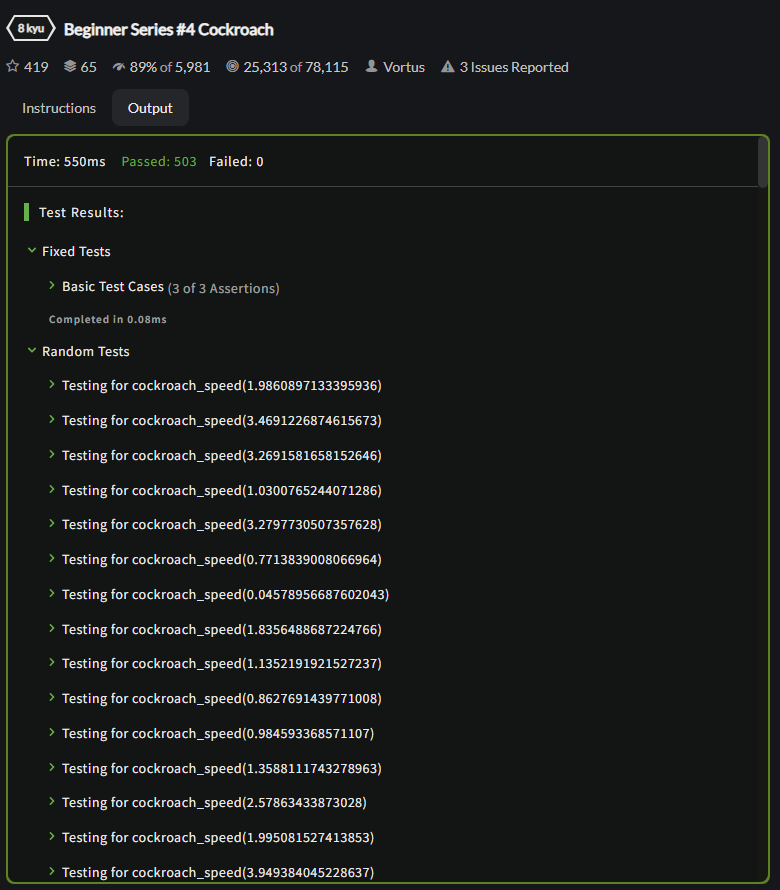 8 kyu Beginner Series #4 Cockroach
419 65 89% of 5,981 25,313 of 78,115 Vortus 3 Issues Reported
Instructions Output
Time: 550ms Passed: 503 Failed: 0
Test Results:
Fixed Tests
Basic Test Cases (3 of 3 Assertions)
Completed in 0.08ms
Random Tests
Testing for cockroach_speed(1.9860897133395936)
Testing for cockroach_speed(3.4691226874615673)
Testing for cockroach_speed(3.2691581658152646)
Testing for cockroach_speed(1.0300765244071286)
Testing for cockroach_speed(3.2797730507357628)
Testing for cockroach_speed(0.7713839008066964)
Testing for cockroach_speed(0.04578956687602043)
Testing for cockroach_speed(1.8356488687224766)
Testing for cockroach_speed(1.1352191921527237)
Testing for cockroach_speed(0.8627691439771008)
Testing for cockroach_speed(0.984593368571107)
Testing for cockroach_speed(1.3588111743278963)
Testing for cockroach_speed(2.57863433873028)
Testing for cockroach_speed(1.995081527413853)
Testing for cockroach_speed(3.949384045228637)